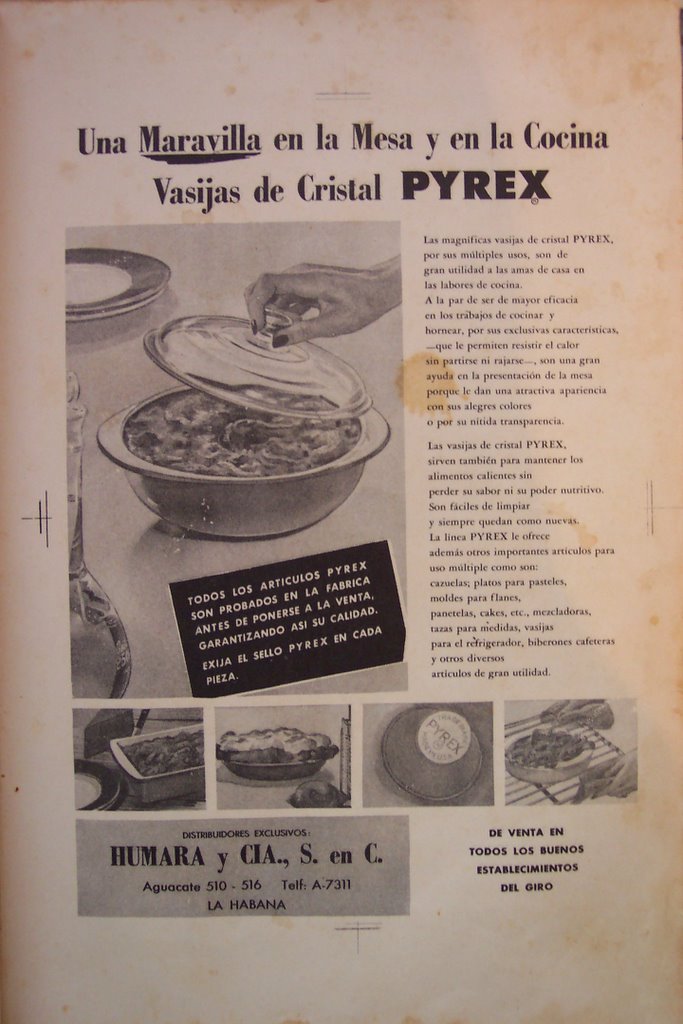 Una Maravilla en la Mesa y en la Cocina
Vasijas de Cristal PYREX®
Las magníficas vasijas de cristal PYREX,
por sus múltiples usos, son de
gran utilidad a las amas de casa en
las labores de cocina.
A la par de ser de mayor eficacia
en los trabajos de cocinar y
hornear, por sus exclusivas características,
—que le permiten resistir el calor
sin partirse ni rajarse—, son una gran
ayuda en la presentación de la mesa
porque le dan una atractiva apariencia
con sus alegres colores
o por su nítida transparencia.
Las vasijas de cristal PYREX,
sirven también para mantener los
alimentos calientes sin
perder su sabor ni su poder nutritivo.
Son fáciles de limpiar
y siempre quedan como nuevas.
La línea PYREX le ofrece
además otros importantes artículos para
uso múltiple como son:
cazuelas; platos para pasteles,
moldes para flanes,
panetelas, cakes, etc., mezcladoras,
tazas para medidas, vasijas
para el refrigerador, biberones cafeteras
y otros diversos
artículos de gran utilidad.
TODOS LOS ARTICULOS PYREX
SON PROBADOS EN LA FABRICA
ANTES DE PONERSE A LA VENTA,
GARANTIZANDO ASI SU CALIDAD.
EXIJA EL SELLO PYREX EN CADA
PIEZA.
PYREX
DISTRIBUIDORES EXCLUSIVOS:
HUMARA y CIA., S. en C.
Aguacate 510 - 516 Telf: A-7311
LA HABANA
DE VENTA EN
TODOS LOS BUENOS
ESTABLECIMIENTOS
DEL GIRO